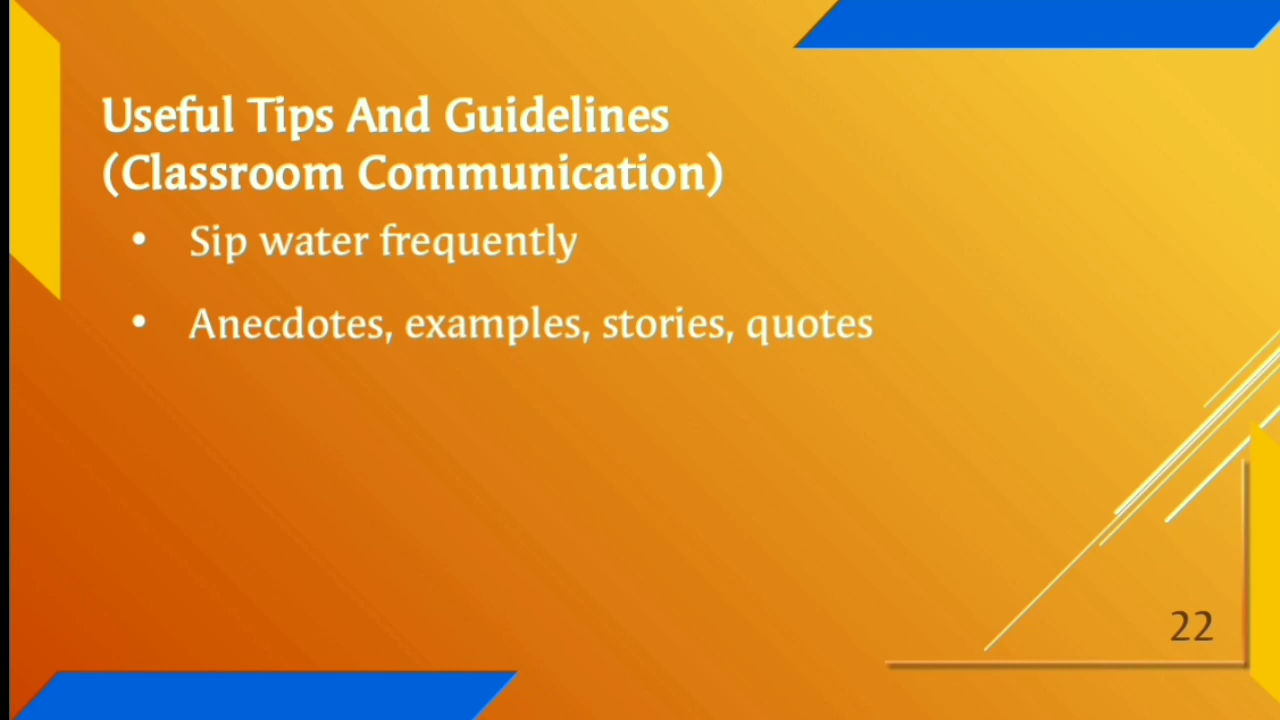 Useful Tips And Guidelines
(Classroom Communication)
• Sip water frequently
• Anecdotes, examples, stories, quotes
22